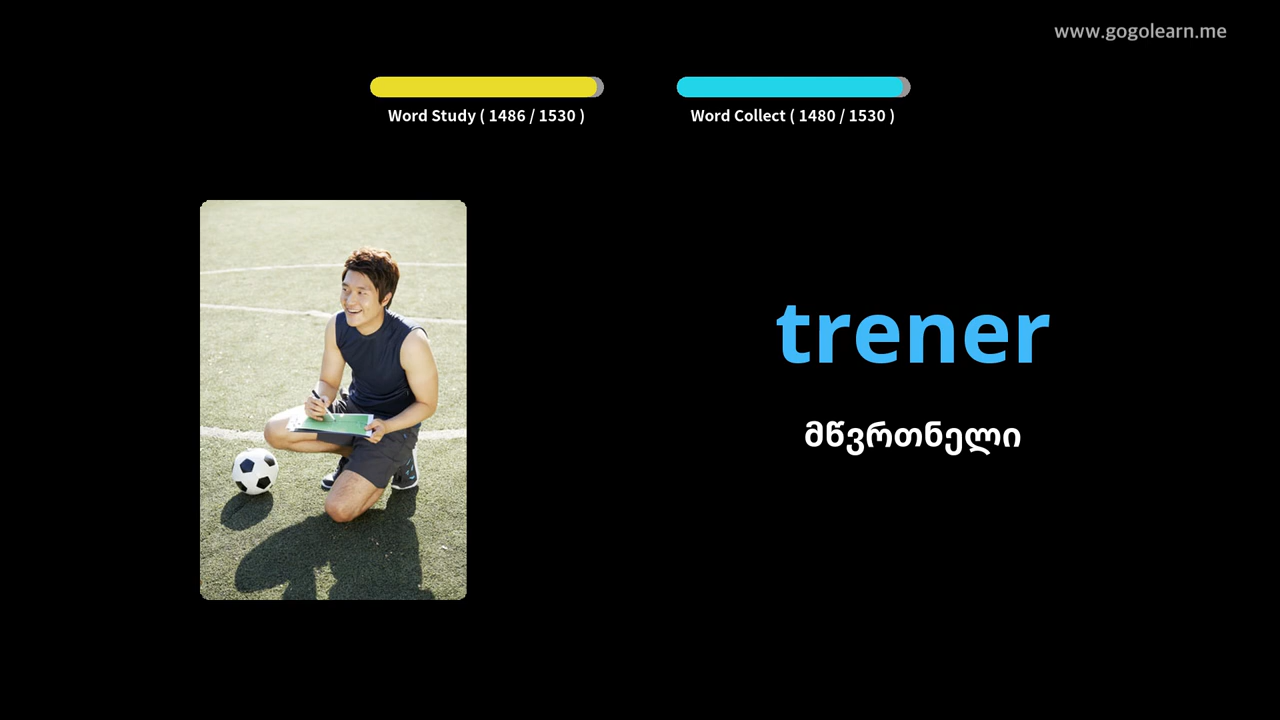 www.gogolearn.me
Word Study ( 1486 / 1530 )
Word Collect ( 1480 / 1530 )
trener
მწვრთნელი